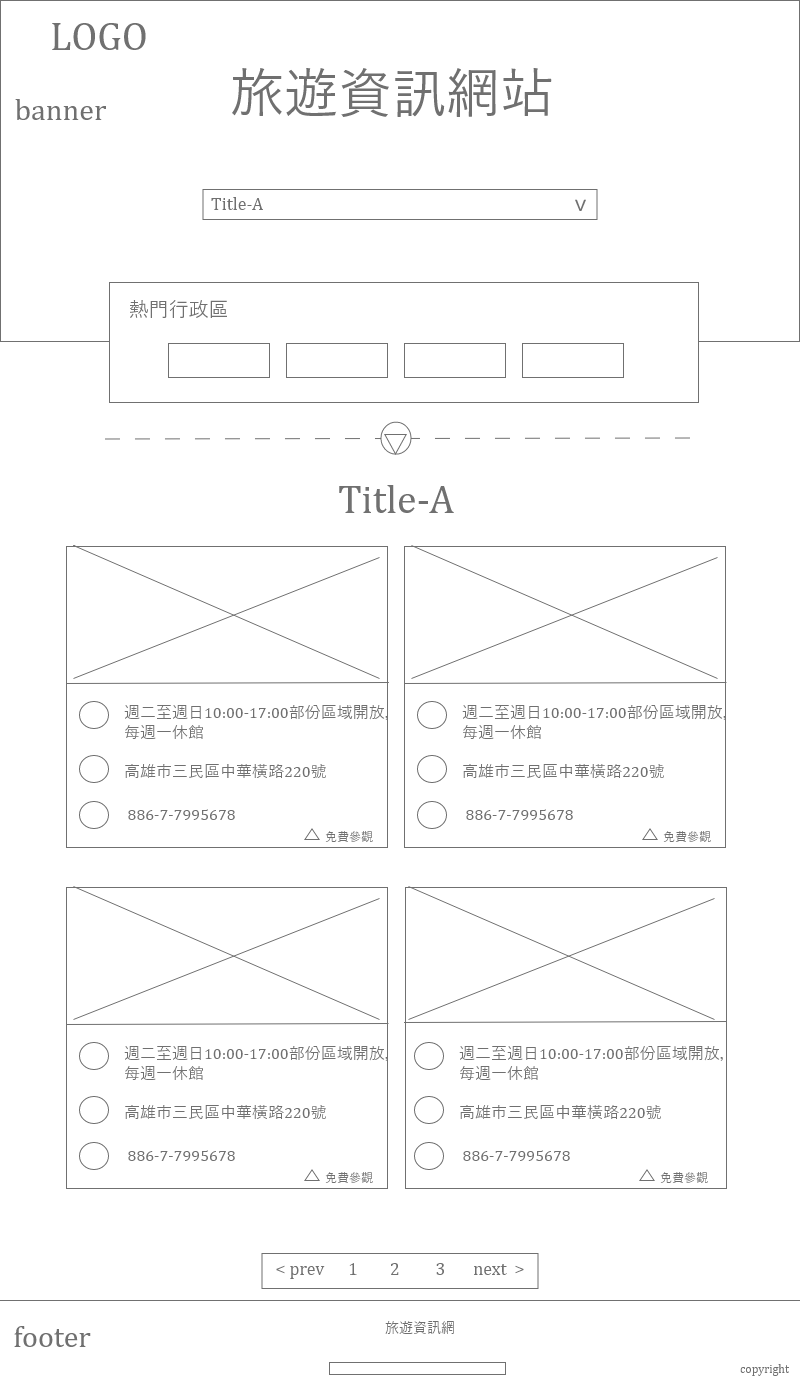 LOGO
旅遊資訊網站
banner
Title-A V
熱門行政區
Title-A
週二至週日10:00-17:00部份區域開放,
每週一休館
高雄市三民區中華橫路220號
886-7-7995678
免費參觀
週二至週日10:00-17:00部份區域開放,
每週一休館
高雄市三民區中華橫路220號
886-7-7995678
免費參觀
週二至週日10:00-17:00部份區域開放,
每週一休館
高雄市三民區中華橫路220號
886-7-7995678
免費參觀
週二至週日10:00-17:00部份區域開放,
每週一休館
高雄市三民區中華橫路220號
886-7-7995678
免費參觀
< prev 1 2 3 next >
旅遊資訊網
footer
copyright